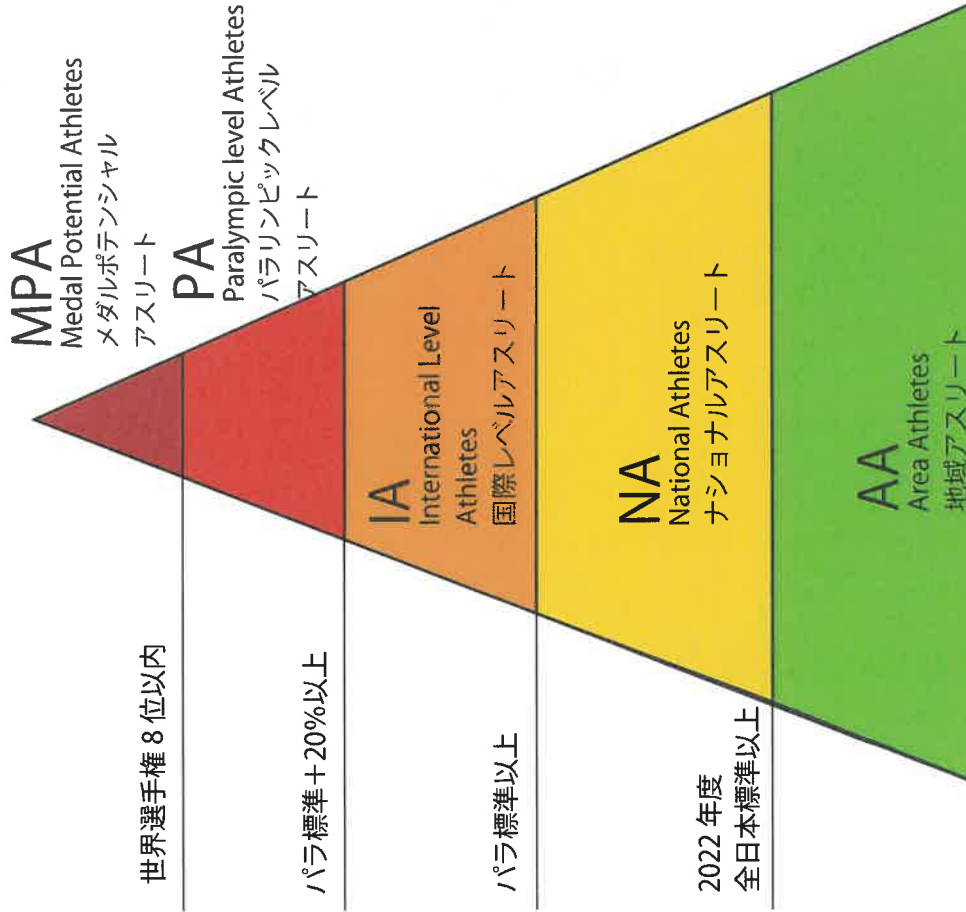 MPA
Medal Potential Athletes
メダルポテンシャル
アスリート
PA
Paralympic level Athletes
パラリンピックレベル
アスリート
世界選手権 8 位以内
パラ標準＋20%以上
IA
International Level
Athletes
国際レベルアスリート
パラ標準以上
NA
National Athletes
ナショナルアスリート
2022 年度
全日本標準以上
AA
Area Athletes
地域アスリート